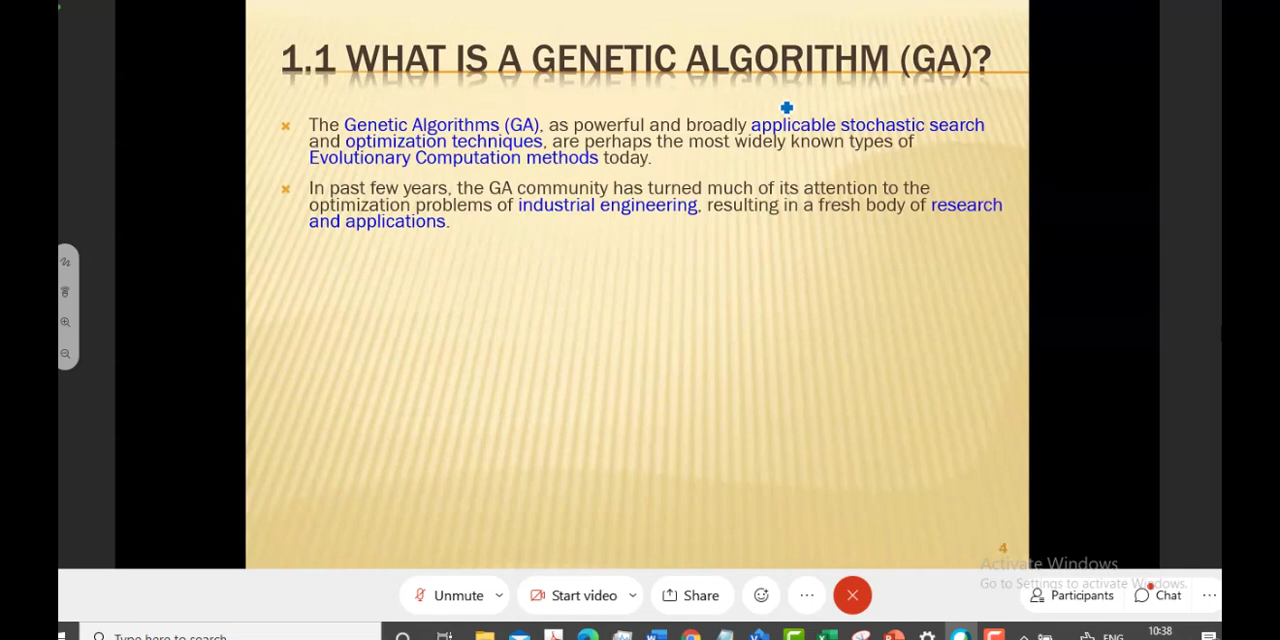 1.1 WHAT IS A GENETIC ALGORITHM (GA)?
The Genetic Algorithms (GA), as powerful and broadly applicable stochastic search
and optimization techniques, are perhaps the most widely known types of
Evolutionary Computation methods today.
In past few years, the GA community has turned much of its attention to the
optimization problems of industrial engineering, resulting in a fresh body of research
and applications.
4
Activate Windows
Go to Settings to activate Windows.
Unmute
Start video
Share
Participants
Chat
Type here to search
ENG
10:38